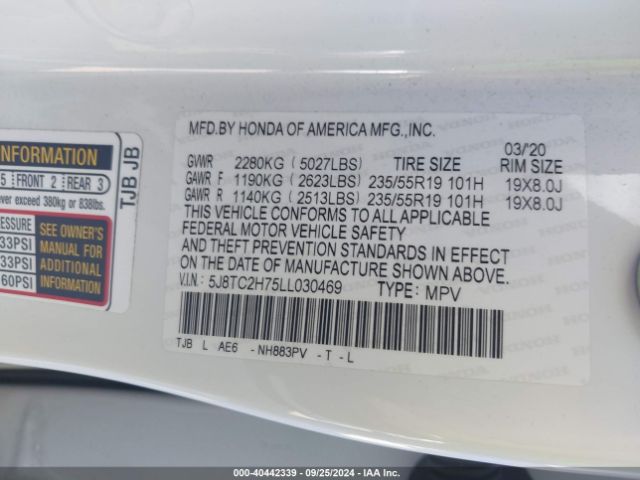 INFORMATION
5 FRONT 2 REAR 3
ever exceed 380kg or 838lbs.
33PSI
33PSI
60PSI
SEE OWNER'S
MANUAL FOR
ADDITIONAL
INFORMATION
TJB JB
MFD.BY HONDA OF AMERICA MFG.,INC.
03/20
GVWR 2280KG (5027LBS) TIRE SIZE RIM SIZE
GAWR F 1190KG (2623LBS) 235/55R19 101H 19X8.0J
GAWR R 1140KG (2513LBS) 235/55R19 101H 19X8.0J
THIS VEHICLE CONFORMS TO ALL APPLICABLE
FEDERAL MOTOR VEHICLE SAFETY
AND THEFT PREVENTION STANDARDS IN EFFECT
ON THE DATE OF MANUFACTURE SHOWN ABOVE.
V.I.N.: 5J8TC2H75LL030469 TYPE: MPV
TJB L AE6 -NH883PV -T-L
000-40442339 - 09/25/2024 - IAA Holdings, LLC.